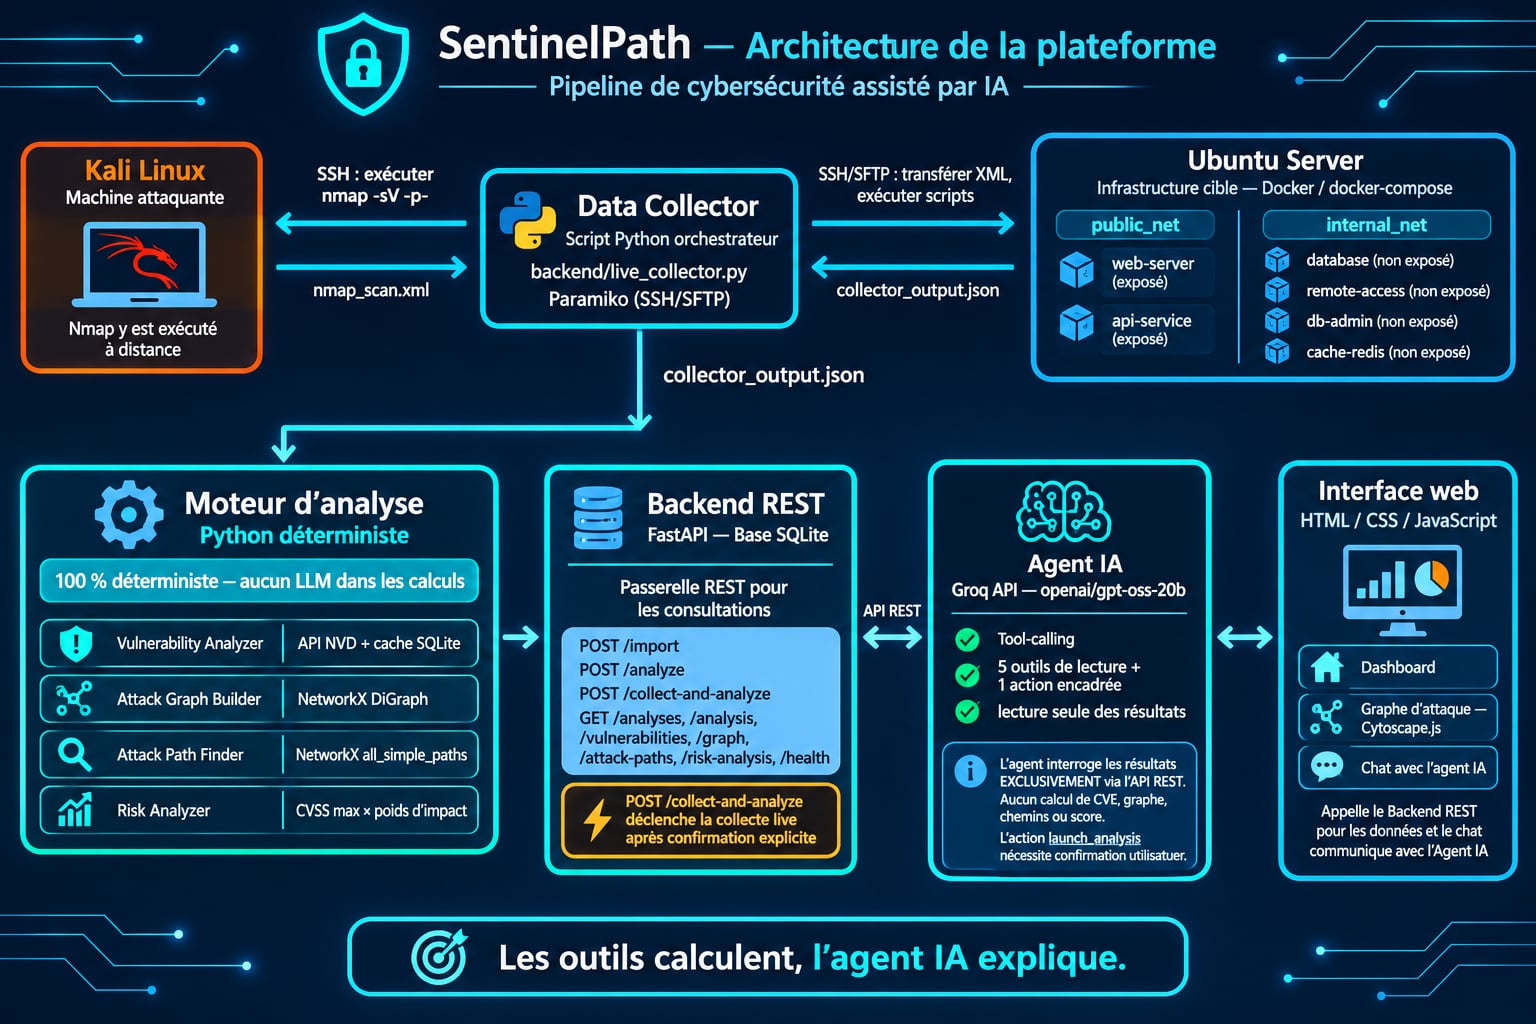 SentinelPath — Architecture de la plateforme
Pipeline de cybersécurité assisté par IA
Kali Linux
Machine attaquante
Nmap y est exécuté
à distance
SSH : exécuter
nmap -sV -p-
nmap_scan.xml
Data Collector
Script Python orchestrateur
backend/live_collector.py
Paramiko (SSH/SFTP)
SSH/SFTP : transférer XML,
exécuter scripts
collector_output.json
Ubuntu Server
Infrastructure cible — Docker / docker-compose
public_net
web-server
(exposé)
api-service
(exposé)
internal_net
database (non exposé)
remote-access (non exposé)
db-admin (non exposé)
cache-redis (non exposé)
collector_output.json
Moteur d'analyse
Python déterministe
100 % déterministe — aucun LLM dans les calculs
Vulnerability Analyzer
API NVD + cache SQLite
Attack Graph Builder
NetworkX DiGraph
Attack Path Finder
NetworkX all_simple_paths
Risk Analyzer
CVSS max × poids d'impact
Backend REST
FastAPI — Base SQLite
Passerelle REST pour
les consultations
POST /import
POST /analyze
POST /collect-and-analyze
GET /analyses, /analysis,
/vulnerabilities, /graph,
/attack-paths, /risk-analysis, /health
POST /collect-and-analyze
déclenche la collecte live
après confirmation explicite
API REST
Agent IA
Groq API — openai/gpt-oss-20b
Tool-calling
5 outils de lecture +
1 action encadrée
lecture seule des résultats
L'agent interroge les résultats
EXCLUSIVEMENT via l'API REST.
Aucun calcul de CVE, graphe,
chemins ou score.
L'action launch_analysis
nécessite confirmation utilisatuer.
Interface web
HTML / CSS / JavaScript
Dashboard
Graphe d'attaque —
Cytoscape.js
Chat avec l'agent IA
Appelle le Backend REST
pour les données et le chat
communique avec l'Agent IA
Les outils calculent, l'agent IA explique.